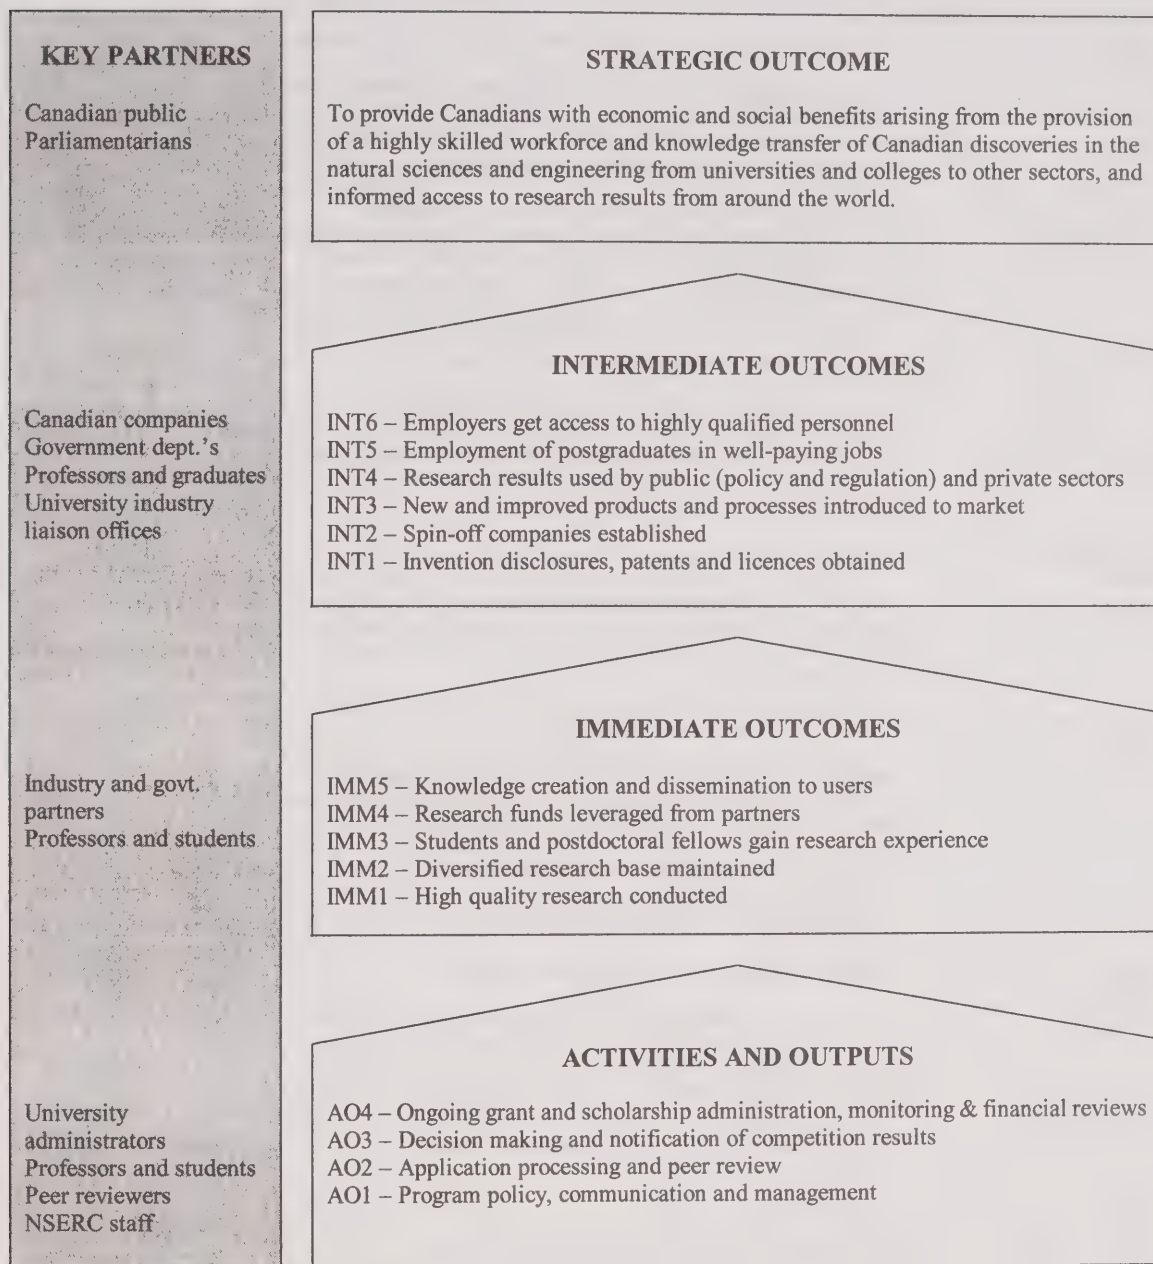 KEY PARTNERS
Canadian public
Parliamentarians
STRATEGIC OUTCOME
To provide Canadians with economic and social benefits arising from the provision
of a highly skilled workforce and knowledge transfer of Canadian discoveries in the
natural sciences and engineering from universities and colleges to other sectors, and
informed access to research results from around the world.
Canadian companies
Government dept.'s
Professors and graduates
University industry
liaison offices
INTERMEDIATE OUTCOMES
INT6 – Employers get access to highly qualified personnel
INT5 – Employment of postgraduates in well-paying jobs
INT4 – Research results used by public (policy and regulation) and private sectors
INT3 – New and improved products and processes introduced to market
INT2 – Spin-off companies established
INT1 – Invention disclosures, patents and licences obtained
Industry and govt.
partners
Professors and students
IMMEDIATE OUTCOMES
IMM5 – Knowledge creation and dissemination to users
IMM4 – Research funds leveraged from partners
IMM3 – Students and postdoctoral fellows gain research experience
IMM2 – Diversified research base maintained
IMM1 – High quality research conducted
University
administrators
Professors and students
Peer reviewers
NSERC staff
ACTIVITIES AND OUTPUTS
AO4 – Ongoing grant and scholarship administration, monitoring & financial reviews
AO3 – Decision making and notification of competition results
AO2 – Application processing and peer review
AO1 – Program policy, communication and management